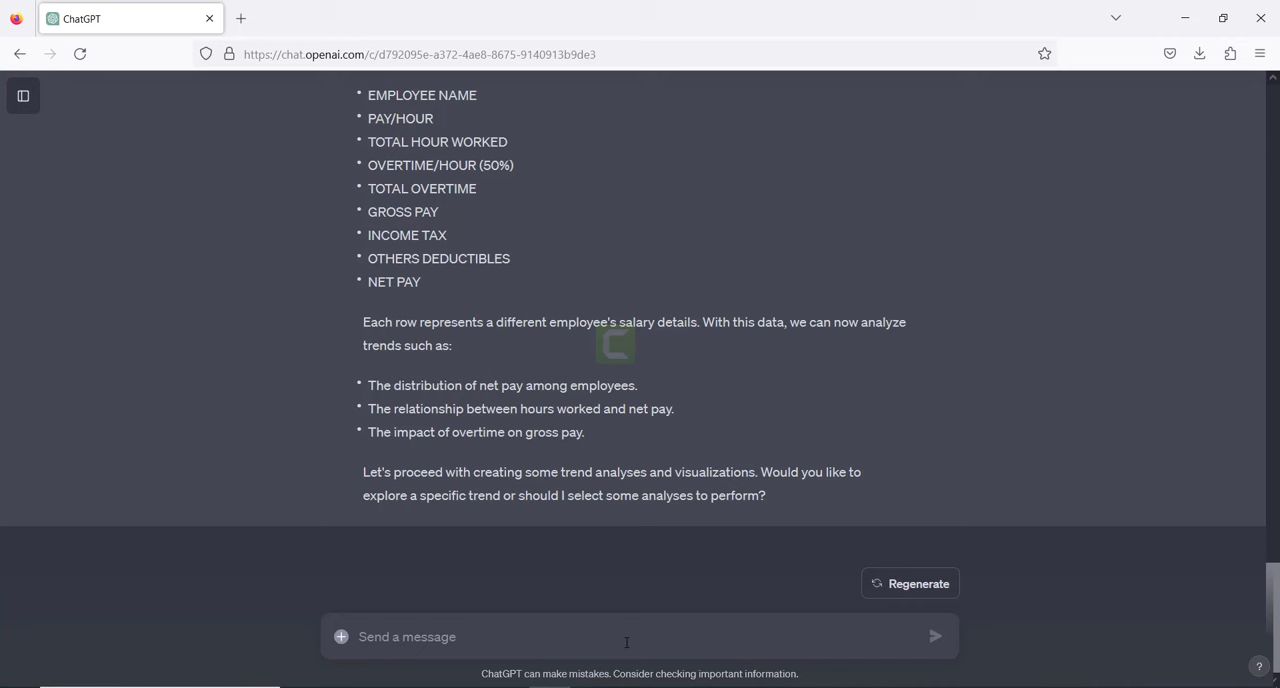 ChatGPT
https://chat.openai.com/c/d792095e-a372-4ae8-8675-9140913b9de3
• EMPLOYEE NAME
• PAY/HOUR
• TOTAL HOUR WORKED
• OVERTIME/HOUR (50%)
• TOTAL OVERTIME
• GROSS PAY
• INCOME TAX
• OTHERS DEDUCTIBLES
• NET PAY
Each row represents a different employee's salary details. With this data, we can now analyze
trends such as:
• The distribution of net pay among employees.
• The relationship between hours worked and net pay.
• The impact of overtime on gross pay.
Let's proceed with creating some trend analyses and visualizations. Would you like to
explore a specific trend or should I select some analyses to perform?
Regenerate
Send a message
ChatGPT can make mistakes. Consider checking important information.
?